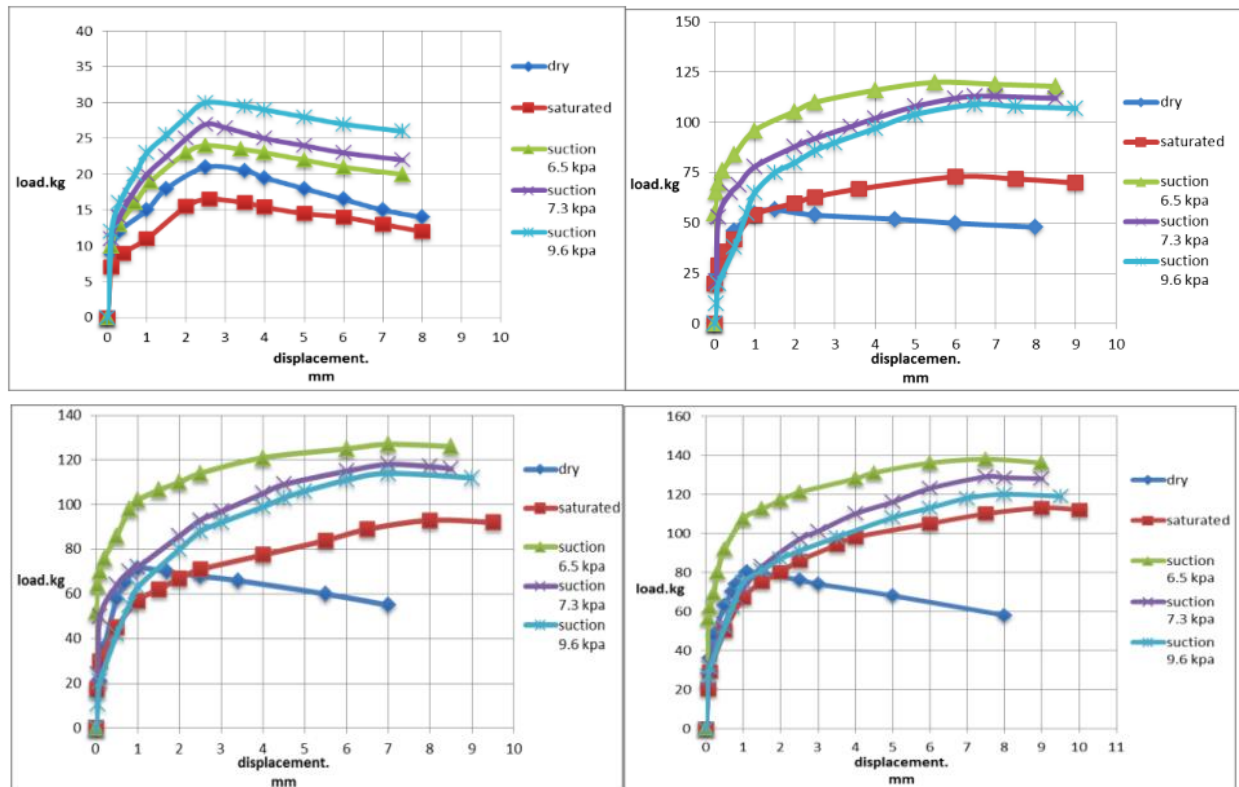 40
35
30
25
20
15
10
5
0
load.kg
0 1 2 3 4 5 6 7 8 9 10
displacement.
mm
dry
saturated
suction
6.5 kpa
suction
7.3 kpa
suction
9.6 kpa
150
125
100
75
50
25
0
load.kg
0 1 2 3 4 5 6 7 8 9 10
displacemen.
mm
dry
saturated
suction
6.5 kpa
suction
7.3 kpa
suction
9.6 kpa
140
120
100
80
60
40
20
0
load.kg
0 1 2 3 4 5 6 7 8 9 10
displacement.
mm
dry
saturated
suction
6.5 kpa
suction
7.3 kpa
suction
9.6 kpa
160
140
120
100
80
60
40
20
0
load.kg
0 1 2 3 4 5 6 7 8 9 10 11
displacement.
mm
dry
saturated
suction
6.5 kpa
suction
7.3 kpa
suction
9.6 kpa